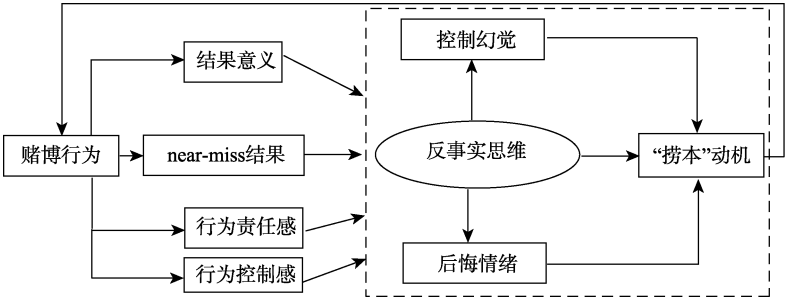 控制幻觉
结果意义
赌博行为
near-miss结果
反事实思维
“捞本”动机
行为责任感
行为控制感
后悔情绪